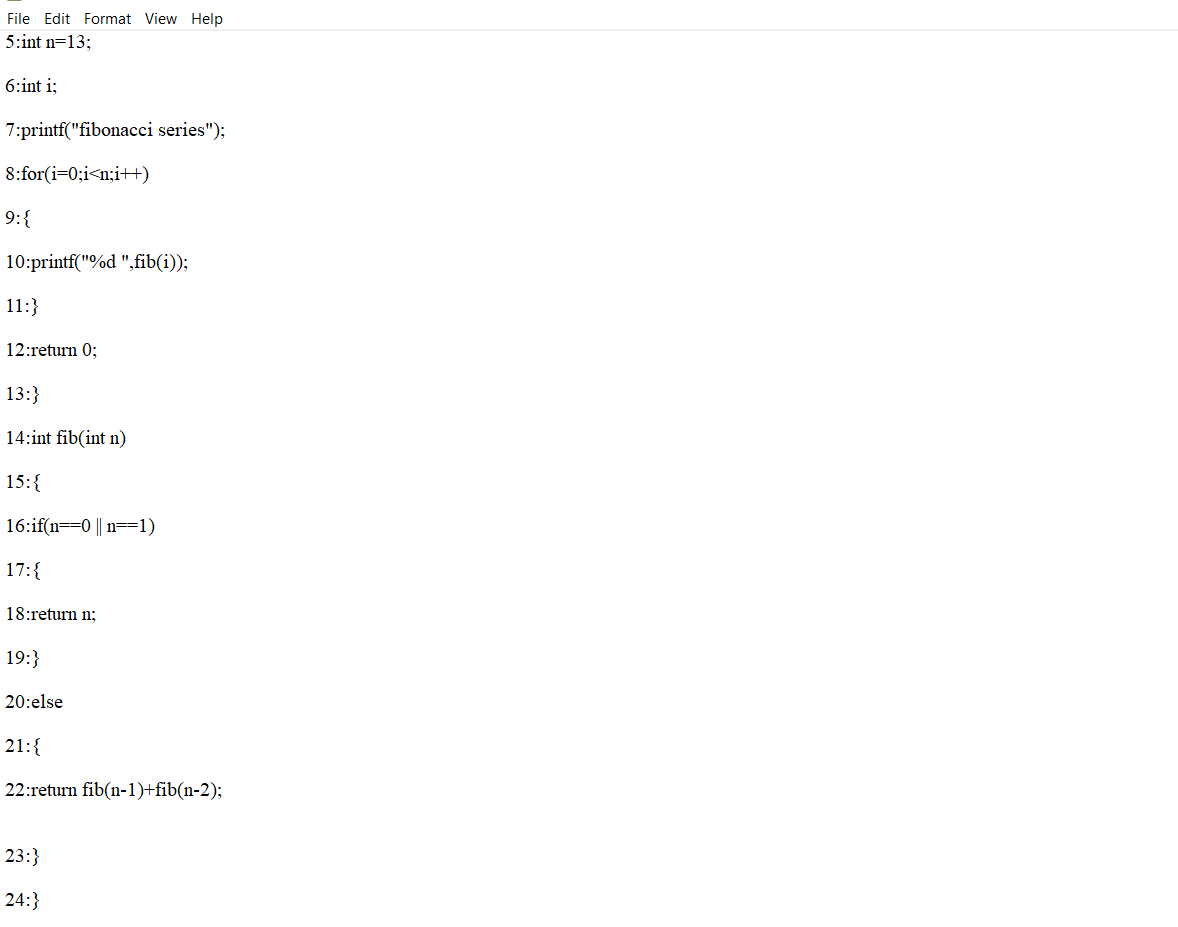 File Edit Format View Help
5:int n=13;
6:int i;
7:printf("fibonacci series");
8:for(i=0;i<n;i++)
9:{
10:printf("%d ",fib(i));
11:}
12:return 0;
13:}
14:int fib(int n)
15:{
16:if(n==0 || n==1)
17:{
18:return n;
19:}
20:else
21:{
22:return fib(n-1)+fib(n-2);
23:}
24:}